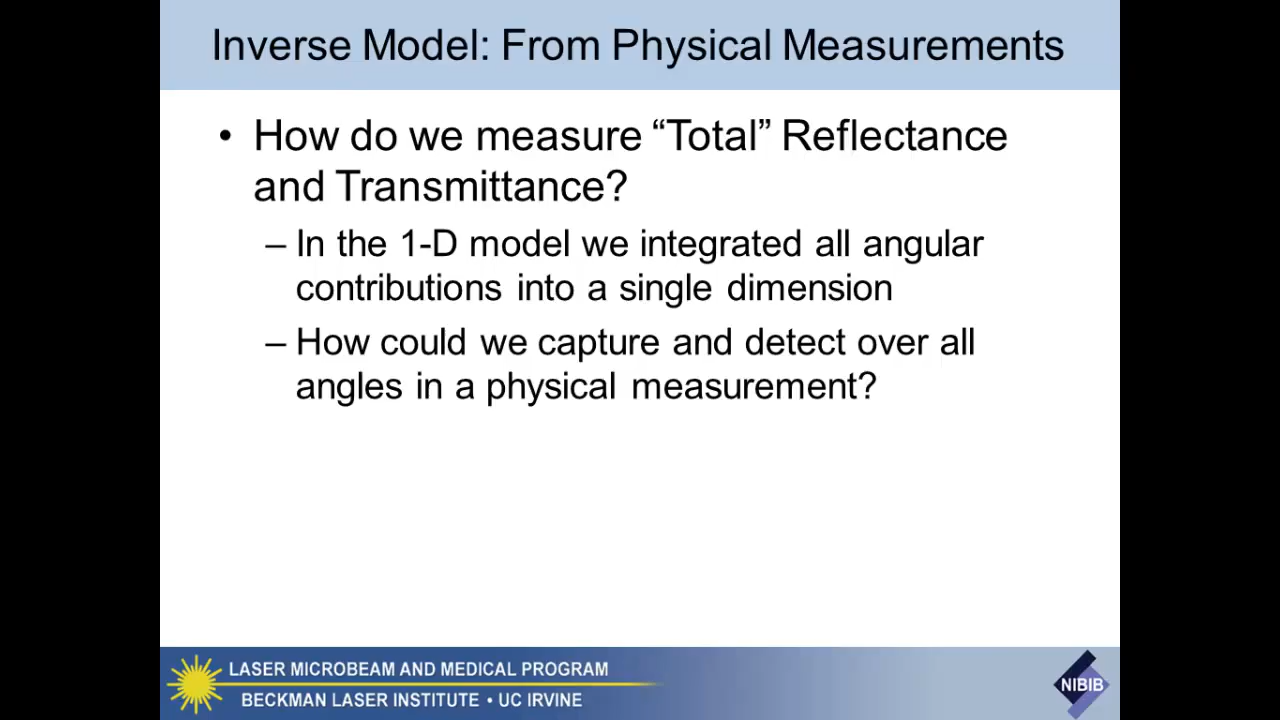 Inverse Model: From Physical Measurements
• How do we measure “Total” Reflectance
and Transmittance?
– In the 1-D model we integrated all angular
contributions into a single dimension
– How could we capture and detect over all
angles in a physical measurement?
LASER MICROBEAM AND MEDICAL PROGRAM
BECKMAN LASER INSTITUTE • UC IRVINE
NIBIB